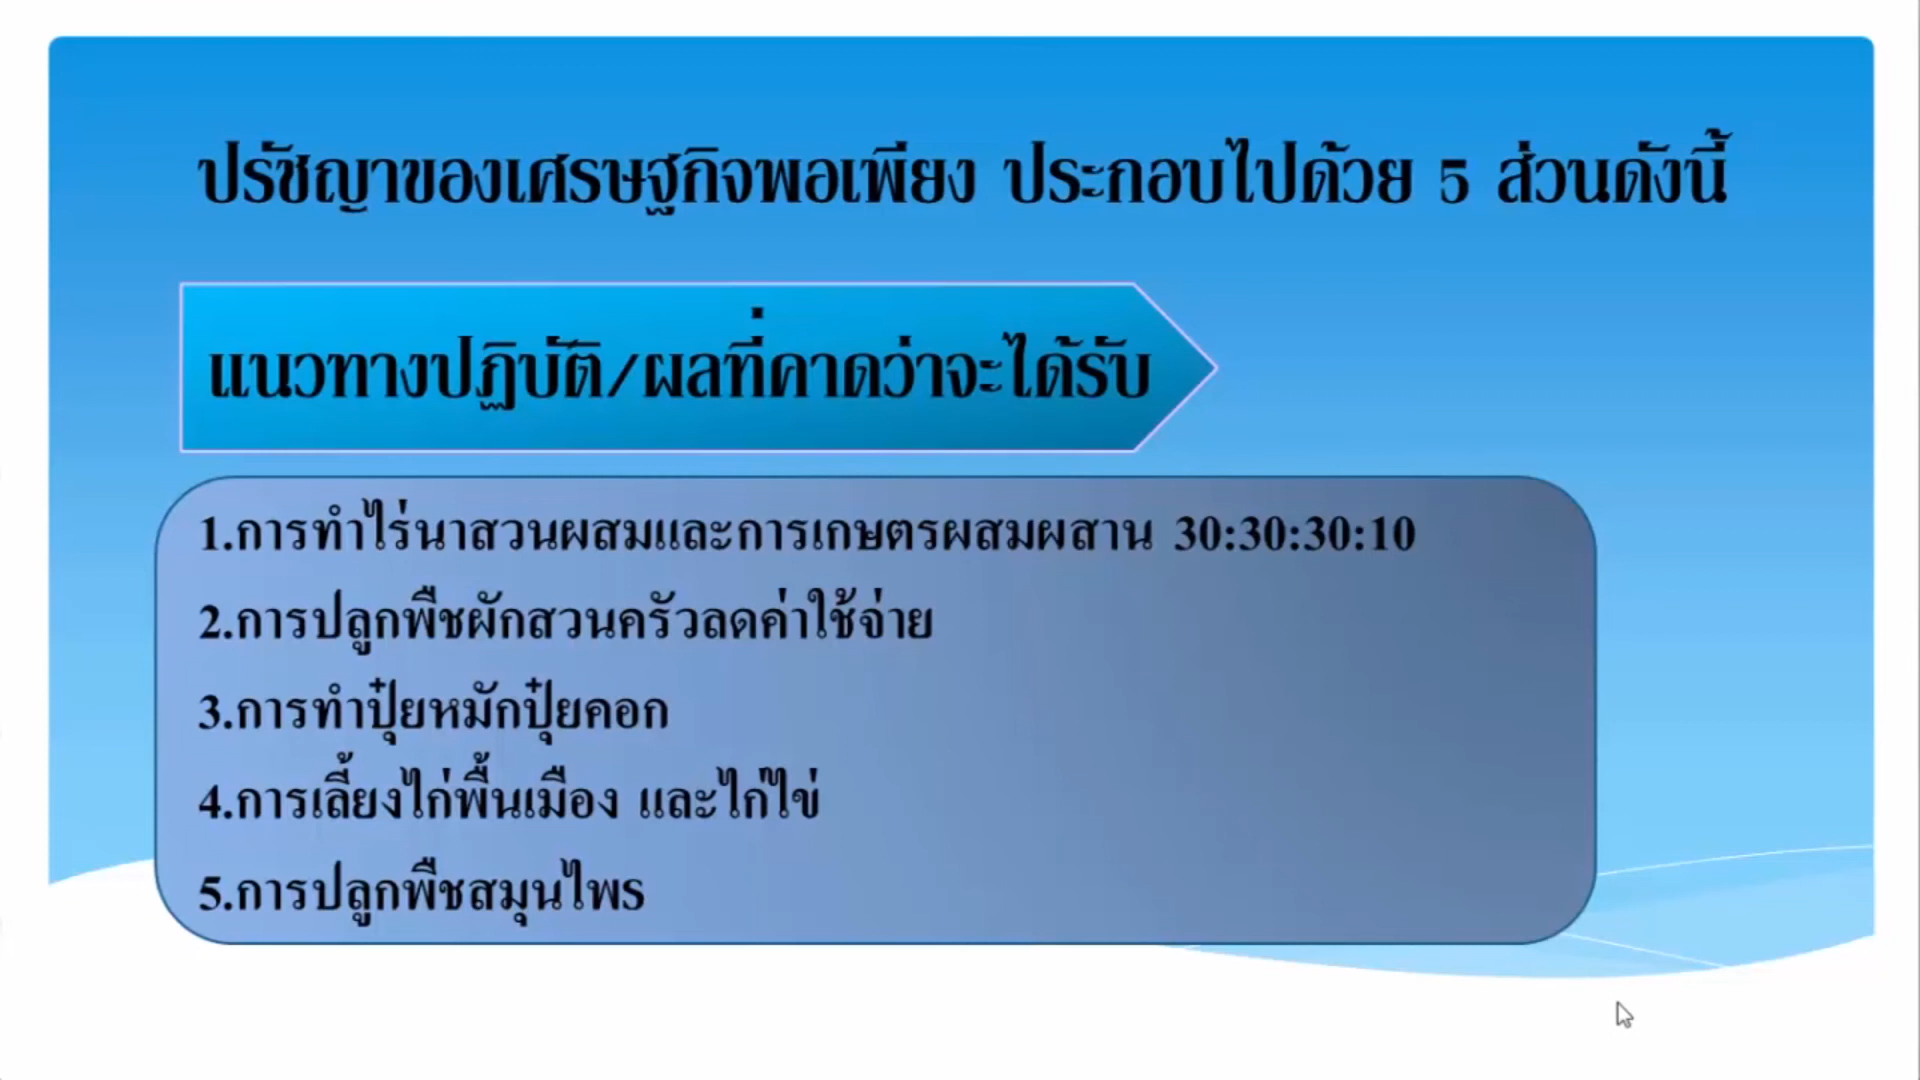 ปรัชญาของเศรษฐกิจพอเพียง ประกอบไปด้วย 5 ส่วนดังนี้
แนวทางปฏิบัติ/ผลที่คาดว่าจะได้รับ
1.การทำไร่นาสวนผสมและการเกษตรผสมผสาน 30:30:30:10
2.การปลูกพืชผักสวนครัวลดค่าใช้จ่าย
3.การทำปุ๋ยหมักปุ๋ยคอก
4.การเลี้ยงไก่พื้นเมือง และไก่ไข่
5.การปลูกพืชสมุนไพร